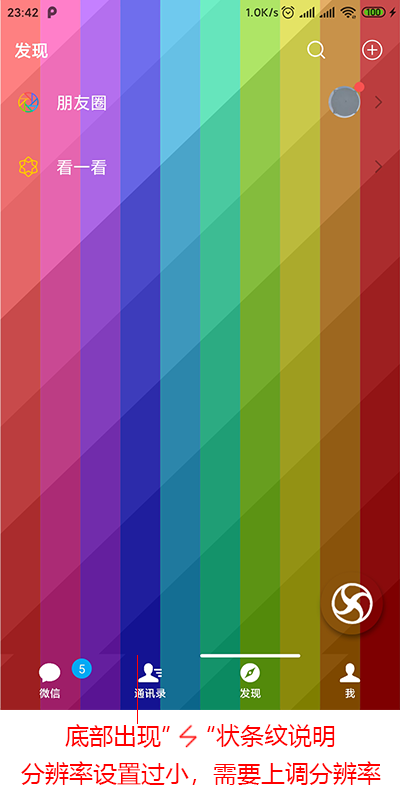 23:42 1.0K/s 100
发现
朋友圈
看一看
微信 5 通讯录 发现 我
底部出现”⚡“状条纹说明
分辨率设置过小，需要上调分辨率